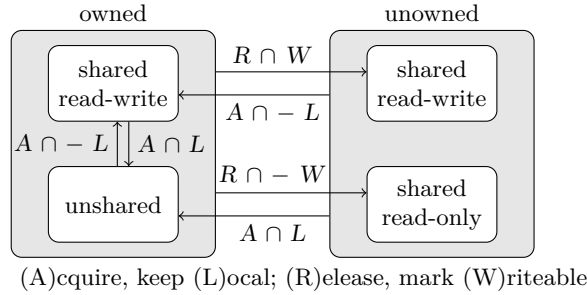 owned
unowned
shared
read-write
R ∩ W
shared
read-write
A ∩ − L
A ∩ − L
A ∩ L
unshared
R ∩ − W
shared
read-only
A ∩ L
(A)cquire, keep (L)ocal; (R)elease, mark (W)riteable